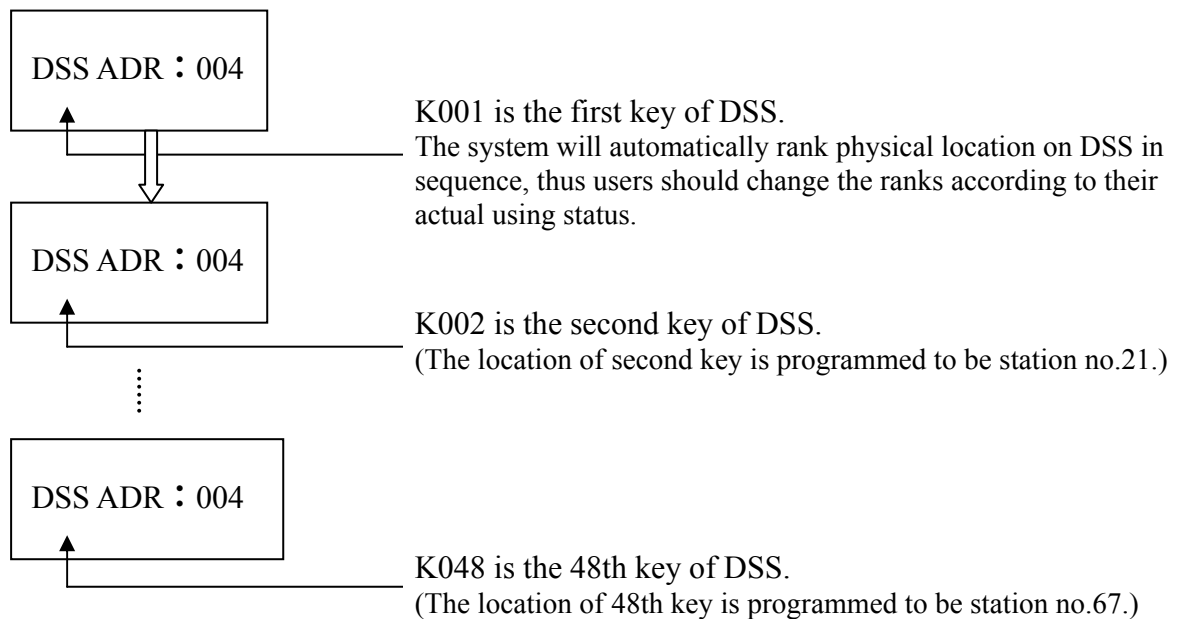 DSS ADR：004
K001 is the first key of DSS.
The system will automatically rank physical location on DSS in
sequence, thus users should change the ranks according to their
actual using status.
DSS ADR：004
K002 is the second key of DSS.
(The location of second key is programmed to be station no.21.)
DSS ADR：004
K048 is the 48th key of DSS.
(The location of 48th key is programmed to be station no.67.)